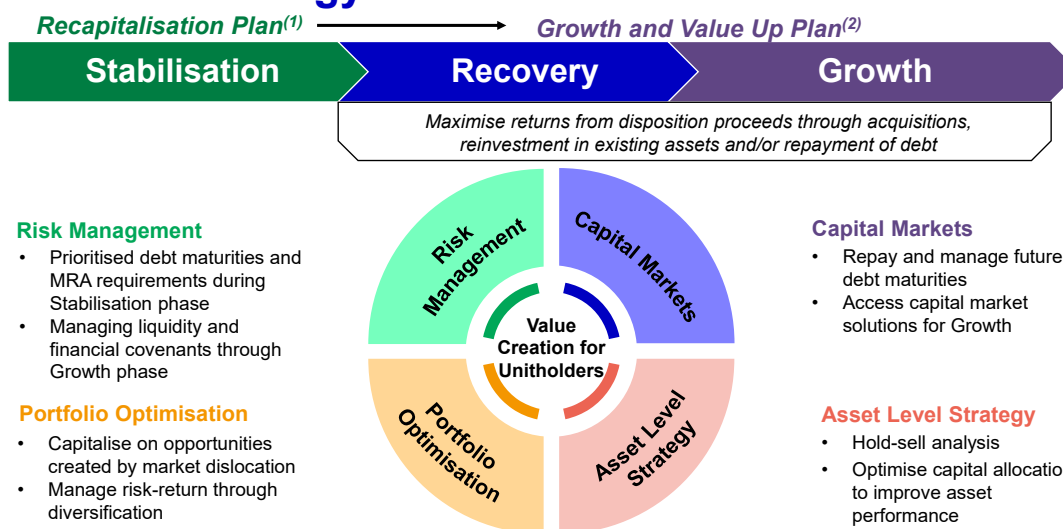 Recapitalisation Plan(1)
Growth and Value Up Plan(2)
Stabilisation
Recovery
Growth
Maximise returns from disposition proceeds through acquisitions,
reinvestment in existing assets and/or repayment of debt
Risk Management
• Prioritised debt maturities and
MRA requirements during
Stabilisation phase
• Managing liquidity and
financial covenants through
Growth phase
Portfolio Optimisation
• Capitalise on opportunities
created by market dislocation
• Manage risk-return through
diversification
Risk
Management
Capital Markets
Value
Creation for
Unitholders
Portfolio
Optimisation
Asset Level
Strategy
Capital Markets
• Repay and manage future
debt maturities
• Access capital market
solutions for Growth
Asset Level Strategy
• Hold-sell analysis
• Optimise capital allocatio
to improve asset
performance